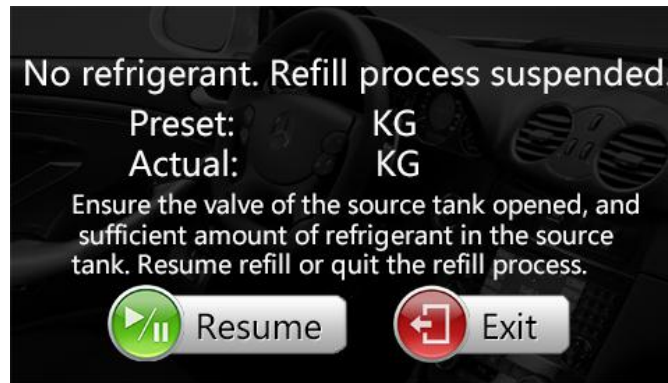 No refrigerant. Refill process suspended.
Preset: KG
Actual: KG
Ensure the valve of the source tank opened, and
sufficient amount of refrigerant in the source
tank. Resume refill or quit the refill process.
Resume Exit